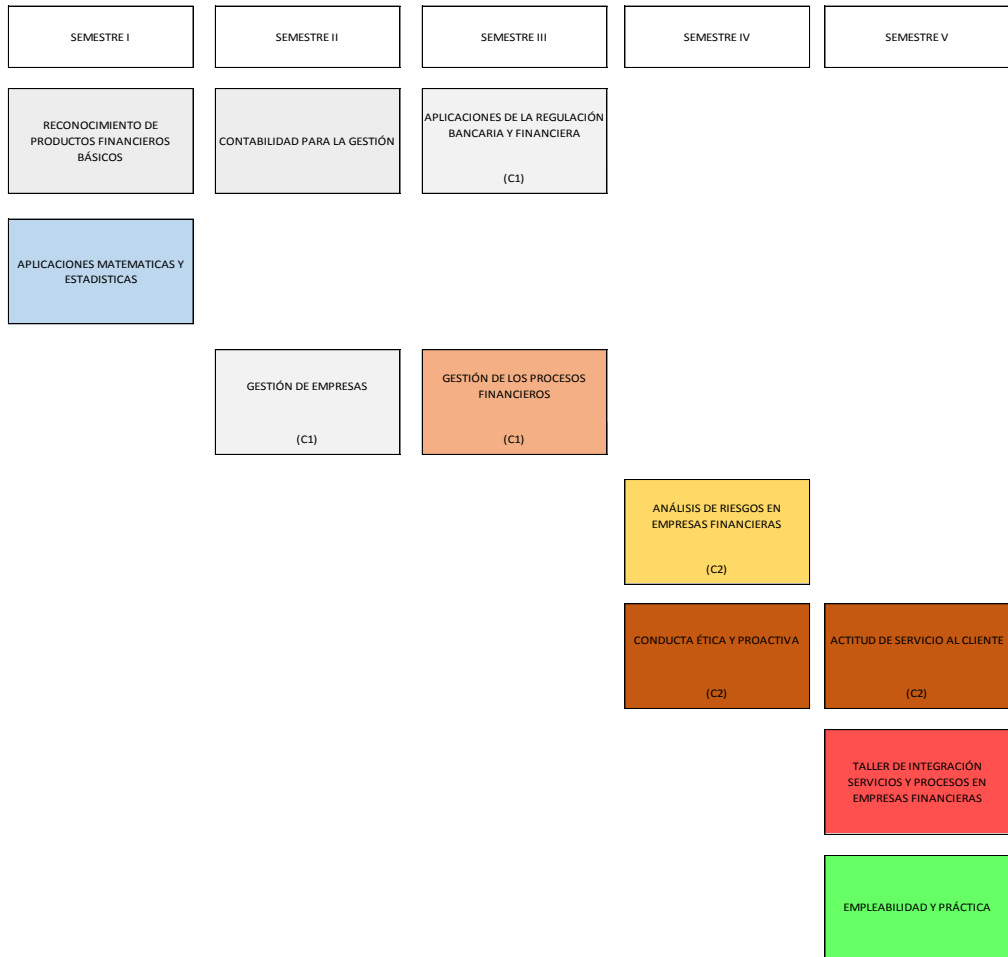 SEMESTRE I
SEMESTRE II
SEMESTRE III
SEMESTRE IV
SEMESTRE V
RECONOCIMIENTO DE
PRODUCTOS FINANCIEROS
BÁSICOS
CONTABILIDAD PARA LA GESTIÓN
APLICACIONES DE LA REGULACIÓN
BANCARIA Y FINANCIERA
(C1)
APLICACIONES MATEMATICAS Y
ESTADISTICAS
GESTIÓN DE EMPRESAS
(C1)
GESTIÓN DE LOS PROCESOS
FINANCIEROS
(C1)
ANÁLISIS DE RIESGOS EN
EMPRESAS FINANCIERAS
(C2)
CONDUCTA ÉTICA Y PROACTIVA
(C2)
ACTITUD DE SERVICIO AL CLIENTE
(C2)
TALLER DE INTEGRACIÓN
SERVICIOS Y PROCESOS EN
EMPRESAS FINANCIERAS
EMPLEABILIDAD Y PRÁCTICA